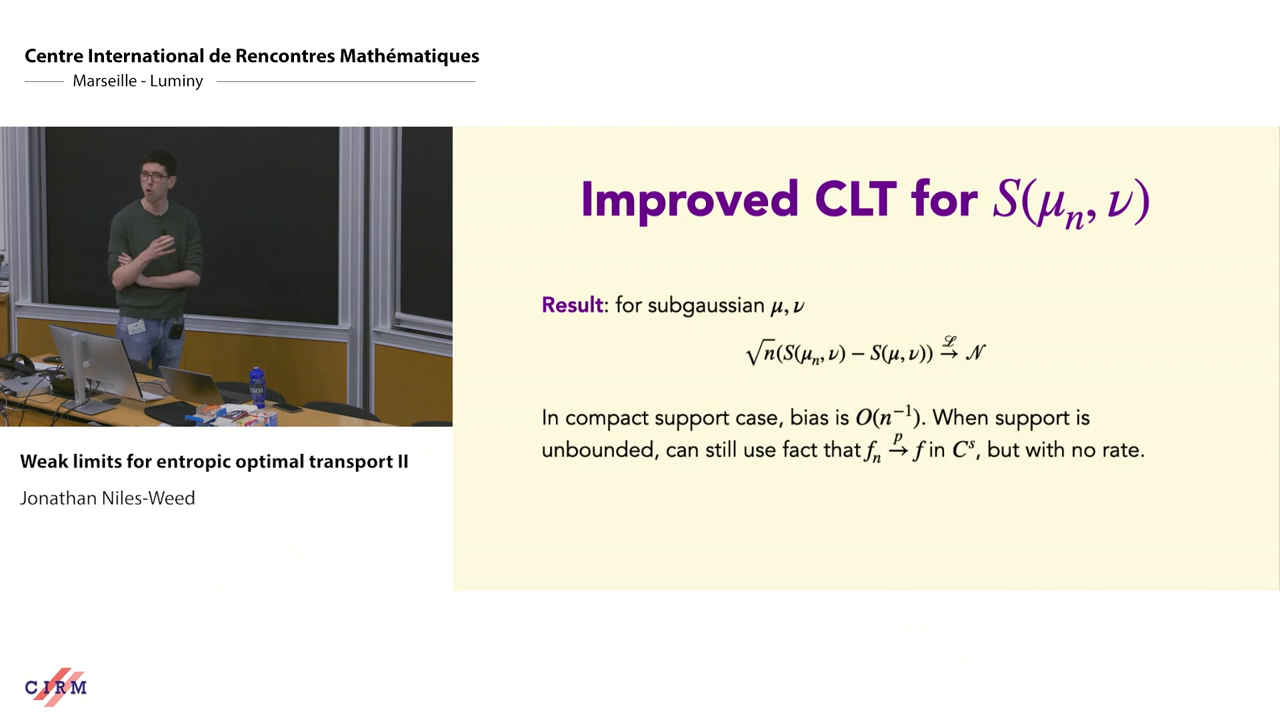 Centre International de Rencontres Mathématiques
Marseille - Luminy
Improved CLT for S(μₙ, ν)
Result: for subgaussian μ, ν
√n(S(μₙ, ν) − S(μ, ν)) →^ℒ 𝒩
In compact support case, bias is O(n⁻¹). When support is
unbounded, can still use fact that fₙ →^p f in Cˢ, but with no rate.
Weak limits for entropic optimal transport II
Jonathan Niles-Weed
CIRM